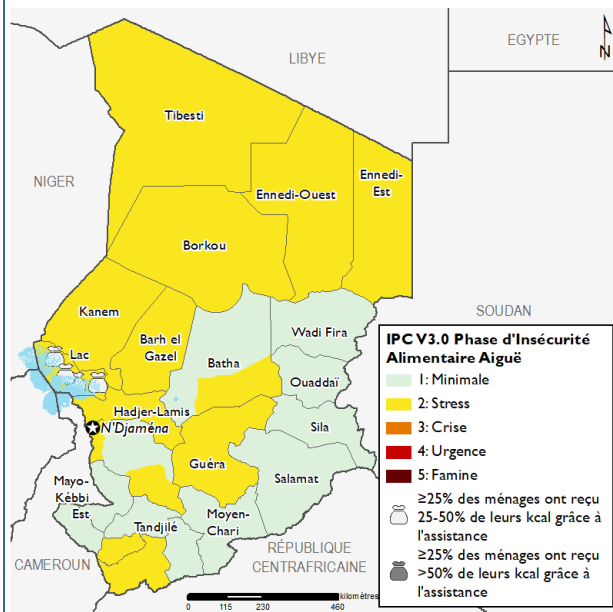 EGYPTE
LIBYE
N
Tibesti
NIGER
Ennedi-Ouest
Ennedi-
Est
Borkou
Kanem
SOUDAN
Wadi Fira
Barh el
Gazel
Lac
Batha
Ouaddaï
Hadjer-Lamis
N'Djaména
Sila
Guéra
Salamat
Mayo-
Kébbi
Est
Tandjilé
Moyen-
Chari
CAMEROUN
RÉPUBLIQUE
CENTRAFRICAINE
kilomètres
0 115 230 460
IPC V3.0 Phase d'Insécurité
Alimentaire Aiguë
1: Minimale
2: Stress
3: Crise
4: Urgence
5: Famine
≥25% des ménages ont reçu
25-50% de leurs kcal grâce à
l'assistance
≥25% des ménages ont reçu
>50% de leurs kcal grâce à
l'assistance